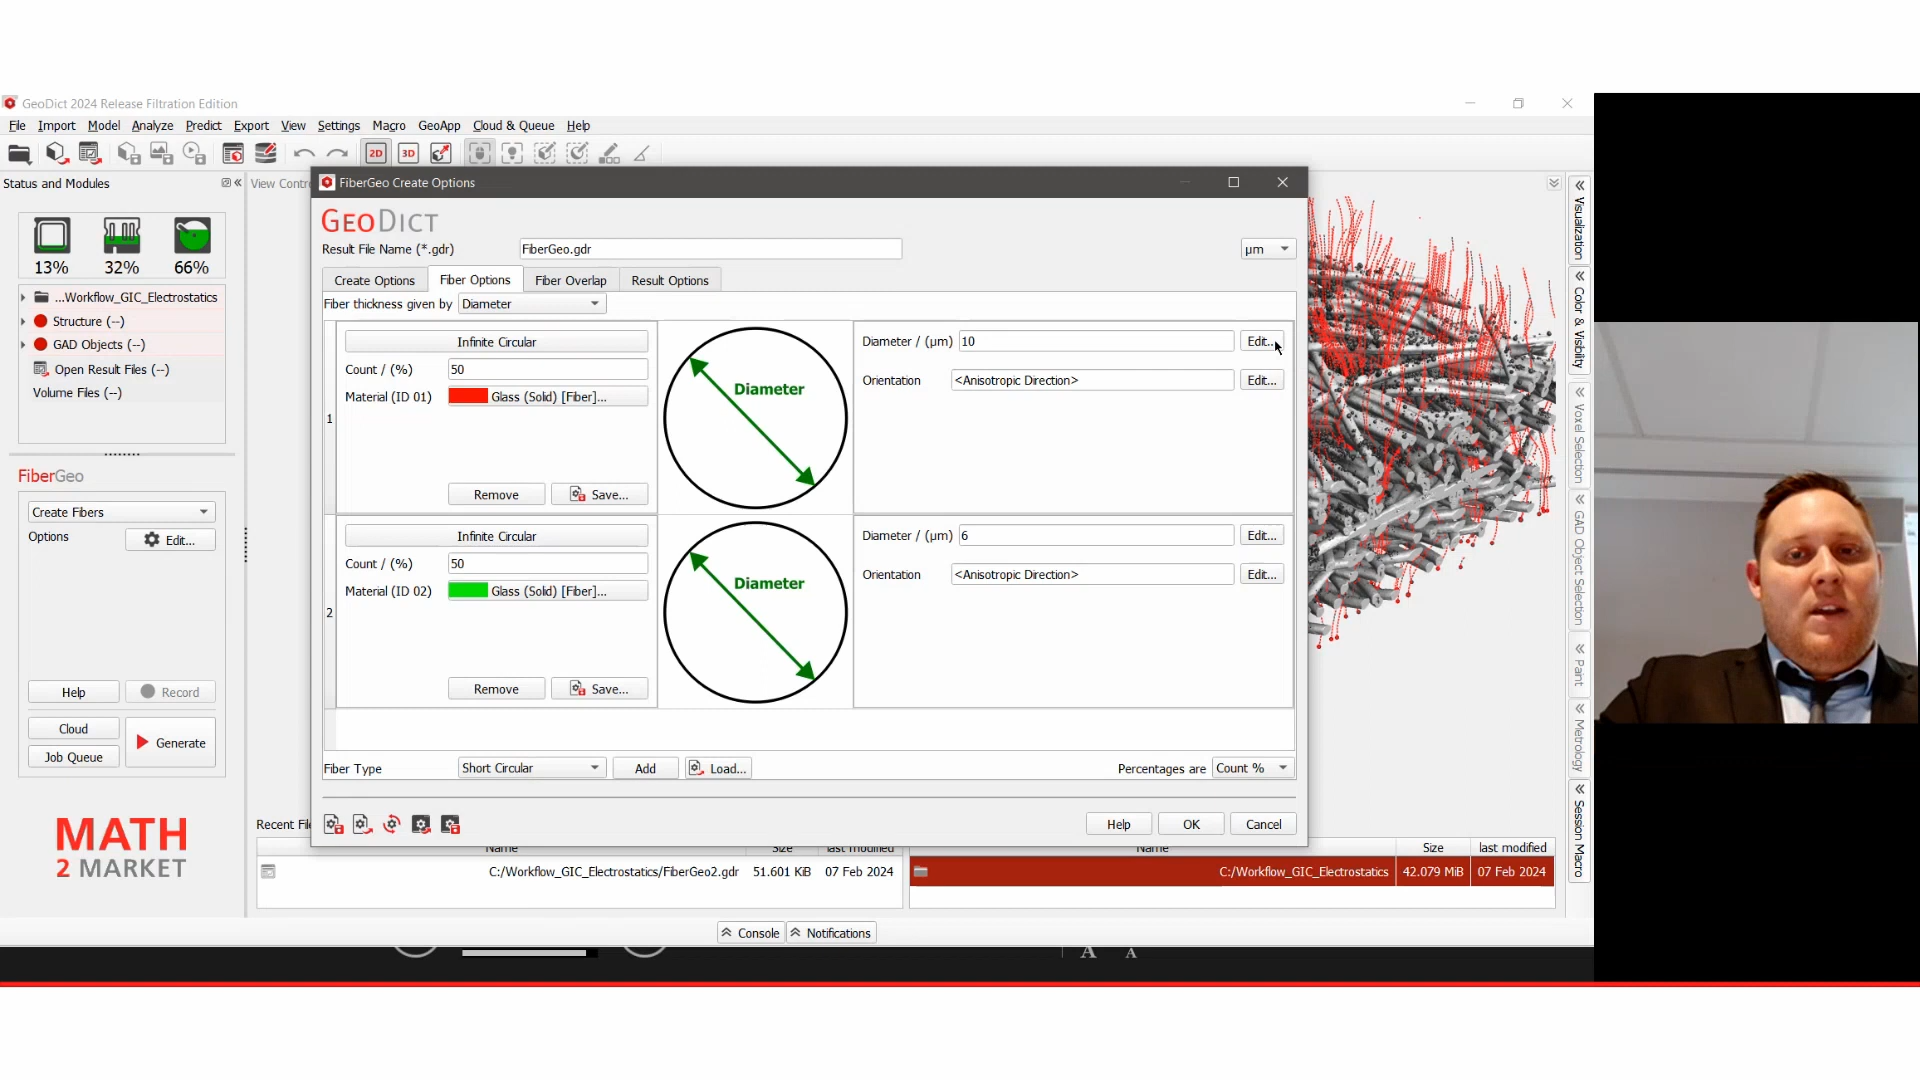 GeoDict 2024 Release Filtration Edition
File Import Model Analyze Predict Export View Settings Macro GeoApp Cloud & Queue Help
2D 3D
Status and Modules
View Contr
FiberGeo Create Options
13% 32% 66%
...Workflow_GIC_Electrostatics
Structure (--)
GAD Objects (--)
Open Result Files (--)
Volume Files (--)
FiberGeo
Create Fibers
Options Edit...
Help Record
Cloud
Generate
Job Queue
MATH
2 MARKET
GEODICT
Result File Name (*.gdr) FiberGeo.gdr µm
Create Options Fiber Options Fiber Overlap Result Options
Fiber thickness given by Diameter
1
Infinite Circular
Count / (%) 50
Material (ID 01) Glass (Solid) [Fiber]...
Remove Save...
Diameter
Diameter / (µm) 10 Edit...
Orientation <Anisotropic Direction> Edit...
2
Infinite Circular
Count / (%) 50
Material (ID 02) Glass (Solid) [Fiber]...
Remove Save...
Diameter
Diameter / (µm) 6 Edit...
Orientation <Anisotropic Direction> Edit...
Fiber Type Short Circular Add Load... Percentages are Count %
Help OK Cancel
Recent Fil
Name Size last modified
C:/Workflow_GIC_Electrostatics/FiberGeo2.gdr 51.601 KiB 07 Feb 2024
Name Size last modified
C:/Workflow_GIC_Electrostatics 42.079 MiB 07 Feb 2024
Console Notifications
A A
Visualization
Color & Visibility
Voxel Selection
GAD Object Selection
Paint
Metrology
Session Macro